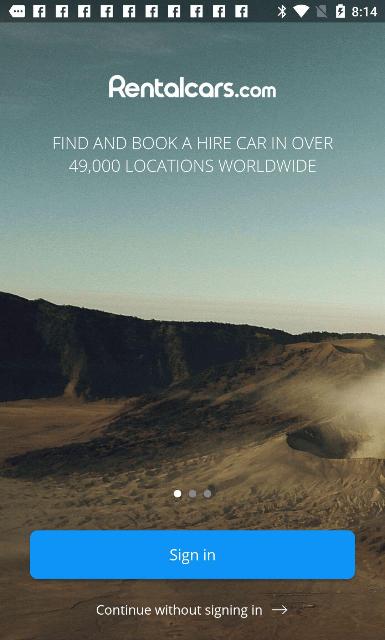 8:14
Rentalcars.com
FIND AND BOOK A HIRE CAR IN OVER
49,000 LOCATIONS WORLDWIDE
Sign in
Continue without signing in